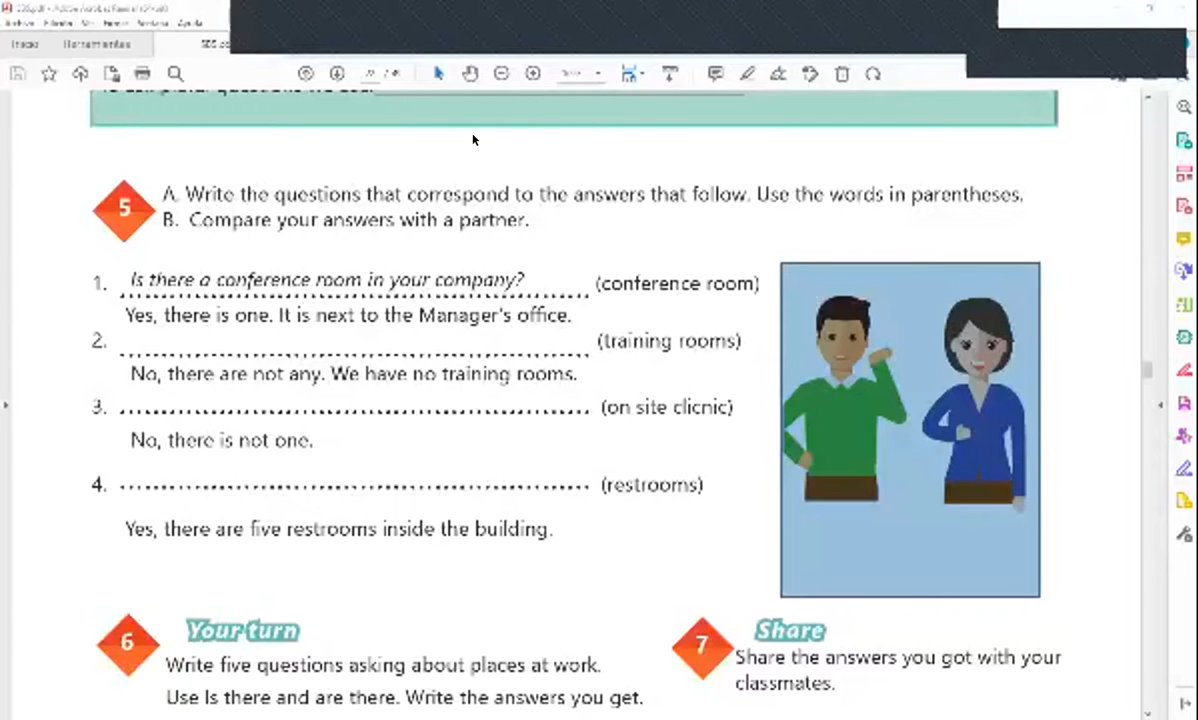 Inicio Herramientas
5 A. Write the questions that correspond to the answers that follow. Use the words in parentheses.
B. Compare your answers with a partner.
1. Is there a conference room in your company? (conference room)
Yes, there is one. It is next to the Manager's office.
2. (training rooms)
No, there are not any. We have no training rooms.
3. (on site clicnic)
No, there is not one.
4. (restrooms)
Yes, there are five restrooms inside the building.
6 Your turn
Write five questions asking about places at work.
Use Is there and are there. Write the answers you get.
7 Share
Share the answers you got with your
classmates.